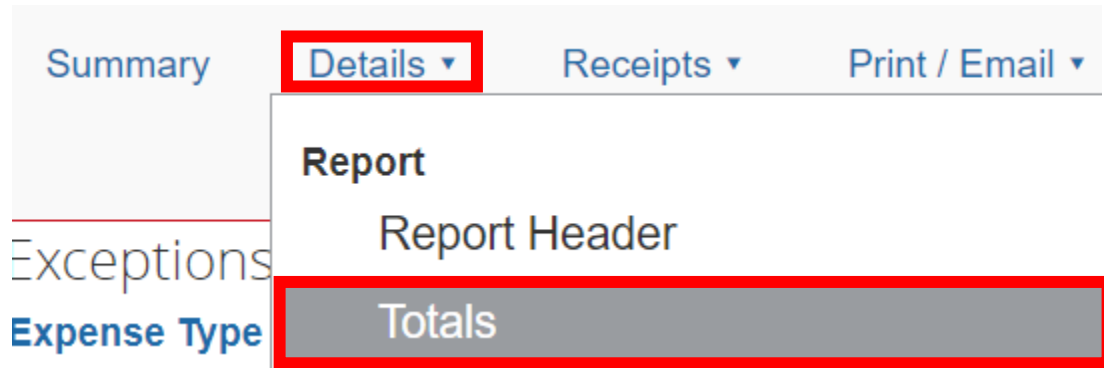 Summary Details ▾ Receipts ▾ Print / Email ▾
Report
Report Header
Exceptions
Totals
Expense Type